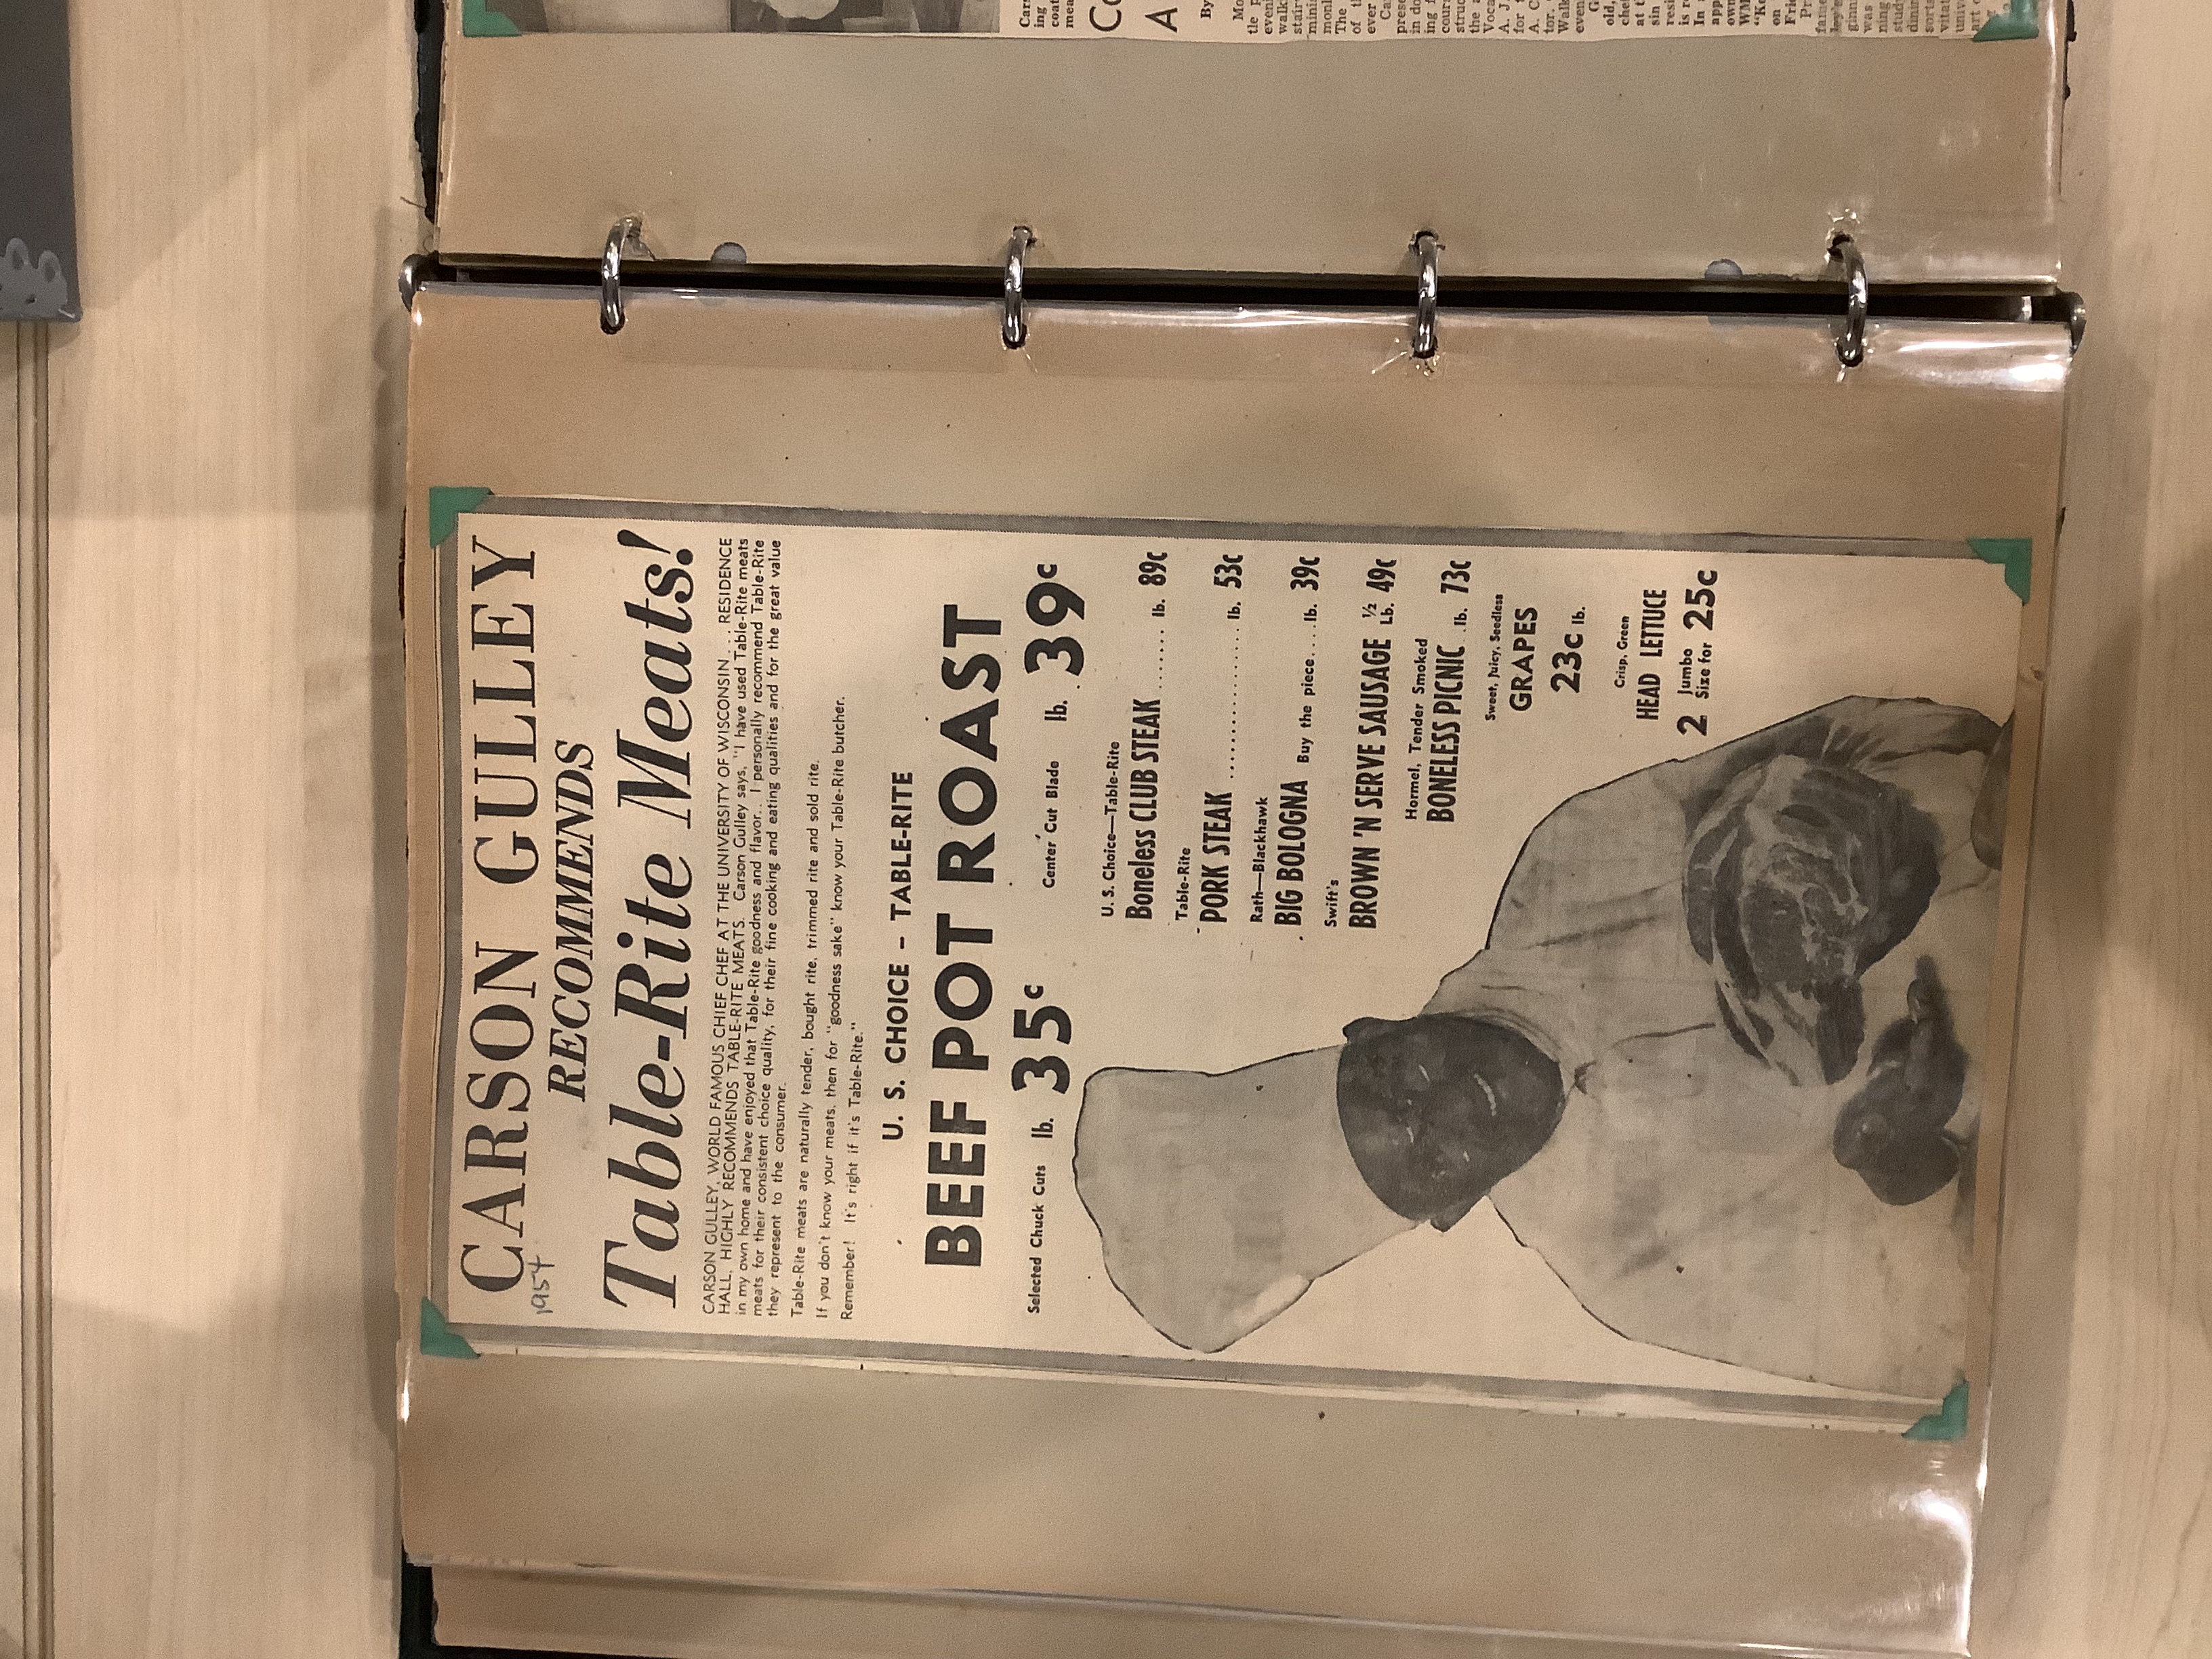 CARSON GULLEY
1954
RECOMMENDS
Table-Rite Meats!
CARSON GULLEY, WORLD FAMOUS CHIEF CHEF AT THE UNIVERSITY OF WISCONSIN . . . RESIDENCE
HALL, HIGHLY RECOMMENDS TABLE-RITE MEATS. Carson Gulley says, "I have used Table-Rite meats
in my own home and have enjoyed that Table-Rite goodness and flavor. . I personally recommend Table-Rite
meats for their consistent choice quality, for their fine cooking and eating qualities and for the great value
they represent to the consumer.
Table-Rite meats are naturally tender, bought rite, trimmed rite and sold rite.
If you don't know your meats, then for "goodness sake" know your Table-Rite butcher.
Remember! It's right if it's Table-Rite."
U. S. CHOICE – TABLE-RITE
BEEF POT ROAST
Selected Chuck Cuts lb. 35c
Center Cut Blade lb. 39c
U. S. Choice—Table-Rite
Boneless CLUB STEAK ........ lb. 89c
Table-Rite
PORK STEAK .................. lb. 53c
Rath—Blackhawk
BIG BOLOGNA Buy the piece....lb. 39c
Swift's
BROWN 'N SERVE SAUSAGE ½ Lb. 49c
Hormel, Tender Smoked
BONELESS PICNIC ..lb. 73c
Sweet, Juicy, Seedless
GRAPES
23c lb.
Crisp, Green
HEAD LETTUCE
2 Jumbo Size for 25c